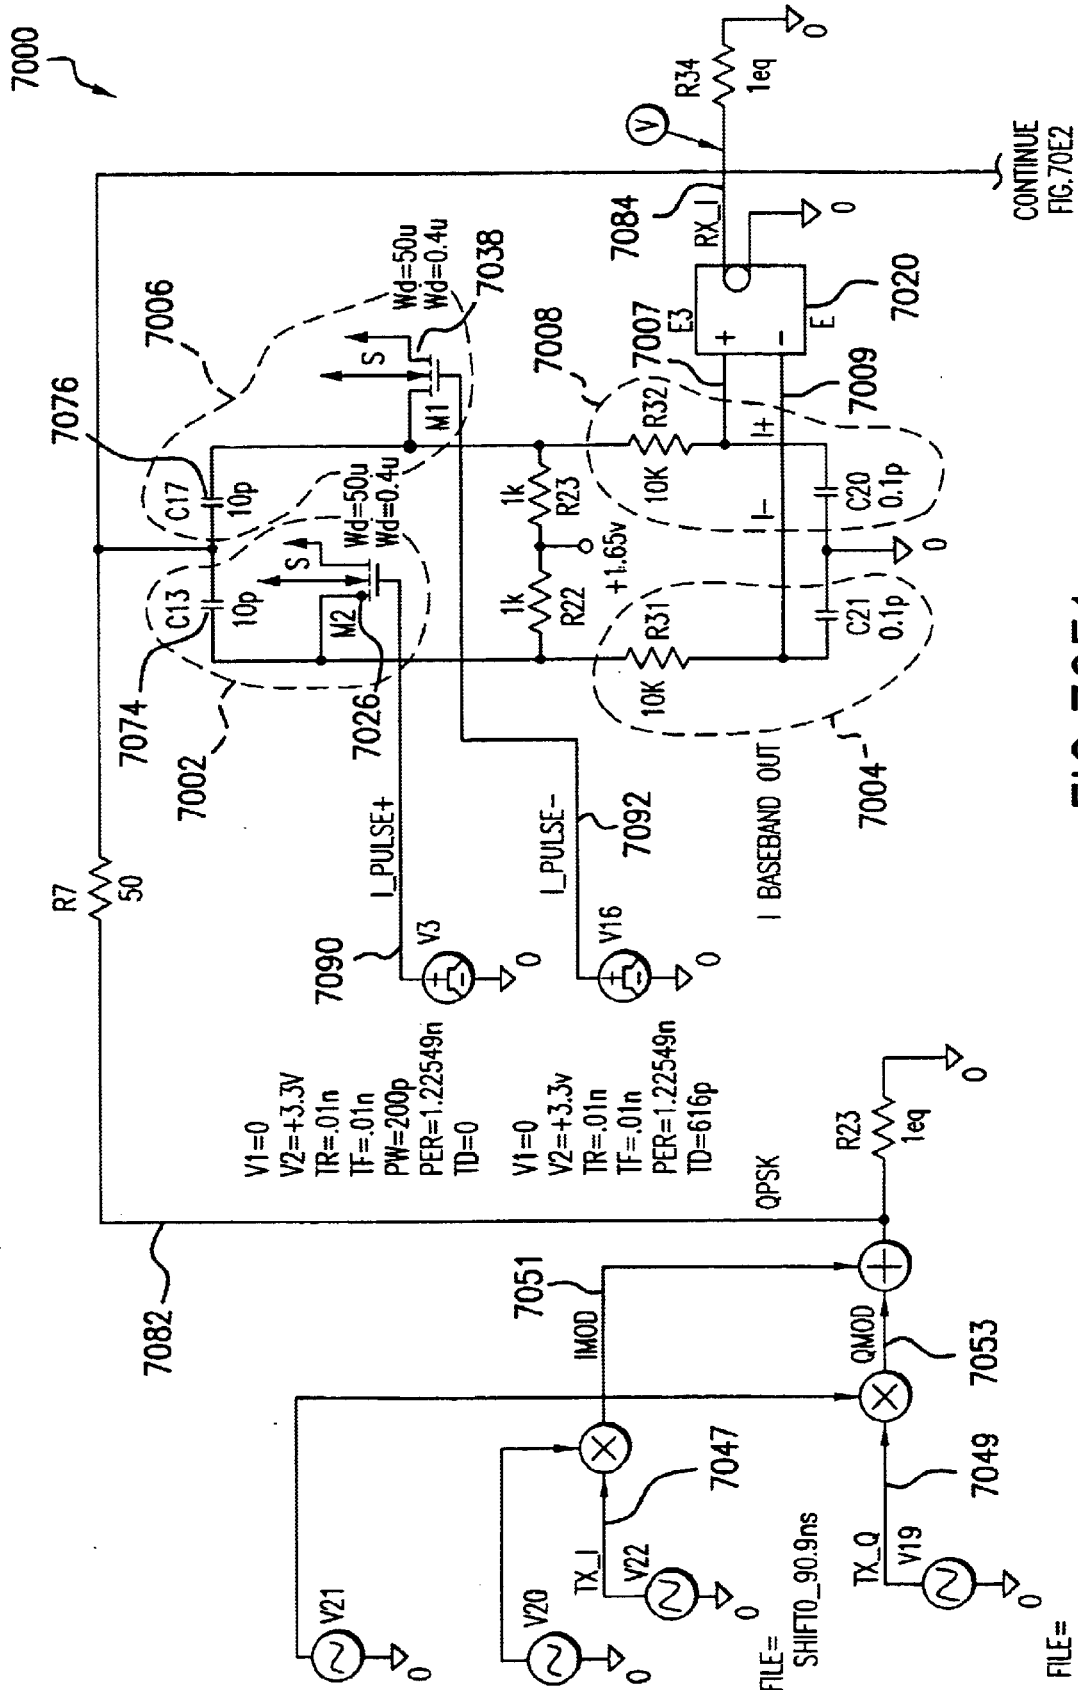 7000
R7
50
7082
7074
7002
7076
7006
C13
10p
C17
10p
S
M2
7026
Wd=50u
Wd=0.4u
S
M1
Wd=50u
Wd=0.4u
7038
7090
I_PULSE+
V3
0
V1=0
V2=+3.3V
TR=.01n
TF=.01n
PW=200p
PER=1.22549n
TD=0
I_PULSE-
7092
V16
0
V1=0
V2=+3.3v
TR=.01n
TF=.01n
PER=1.22549n
TD=616p
1k
R22
1k
R23
+1.65v
7008
10K
R31
10K
R32
7007
I-
I+
C21
0.1p
C20
0.1p
0
7004
7009
E3
+
-
E
7020
0
RX_I
7084
V
R34
1eq
0
I BASEBAND OUT
CONTINUE
FIG.70E2
V21
0
V20
0
TX_I
V22
0
FILE=
SHIFT0_90.9ns
7047
IMOD
7051
TX_Q
V19
0
FILE=
7049
QMOD
7053
QPSK
R23
1eq
0